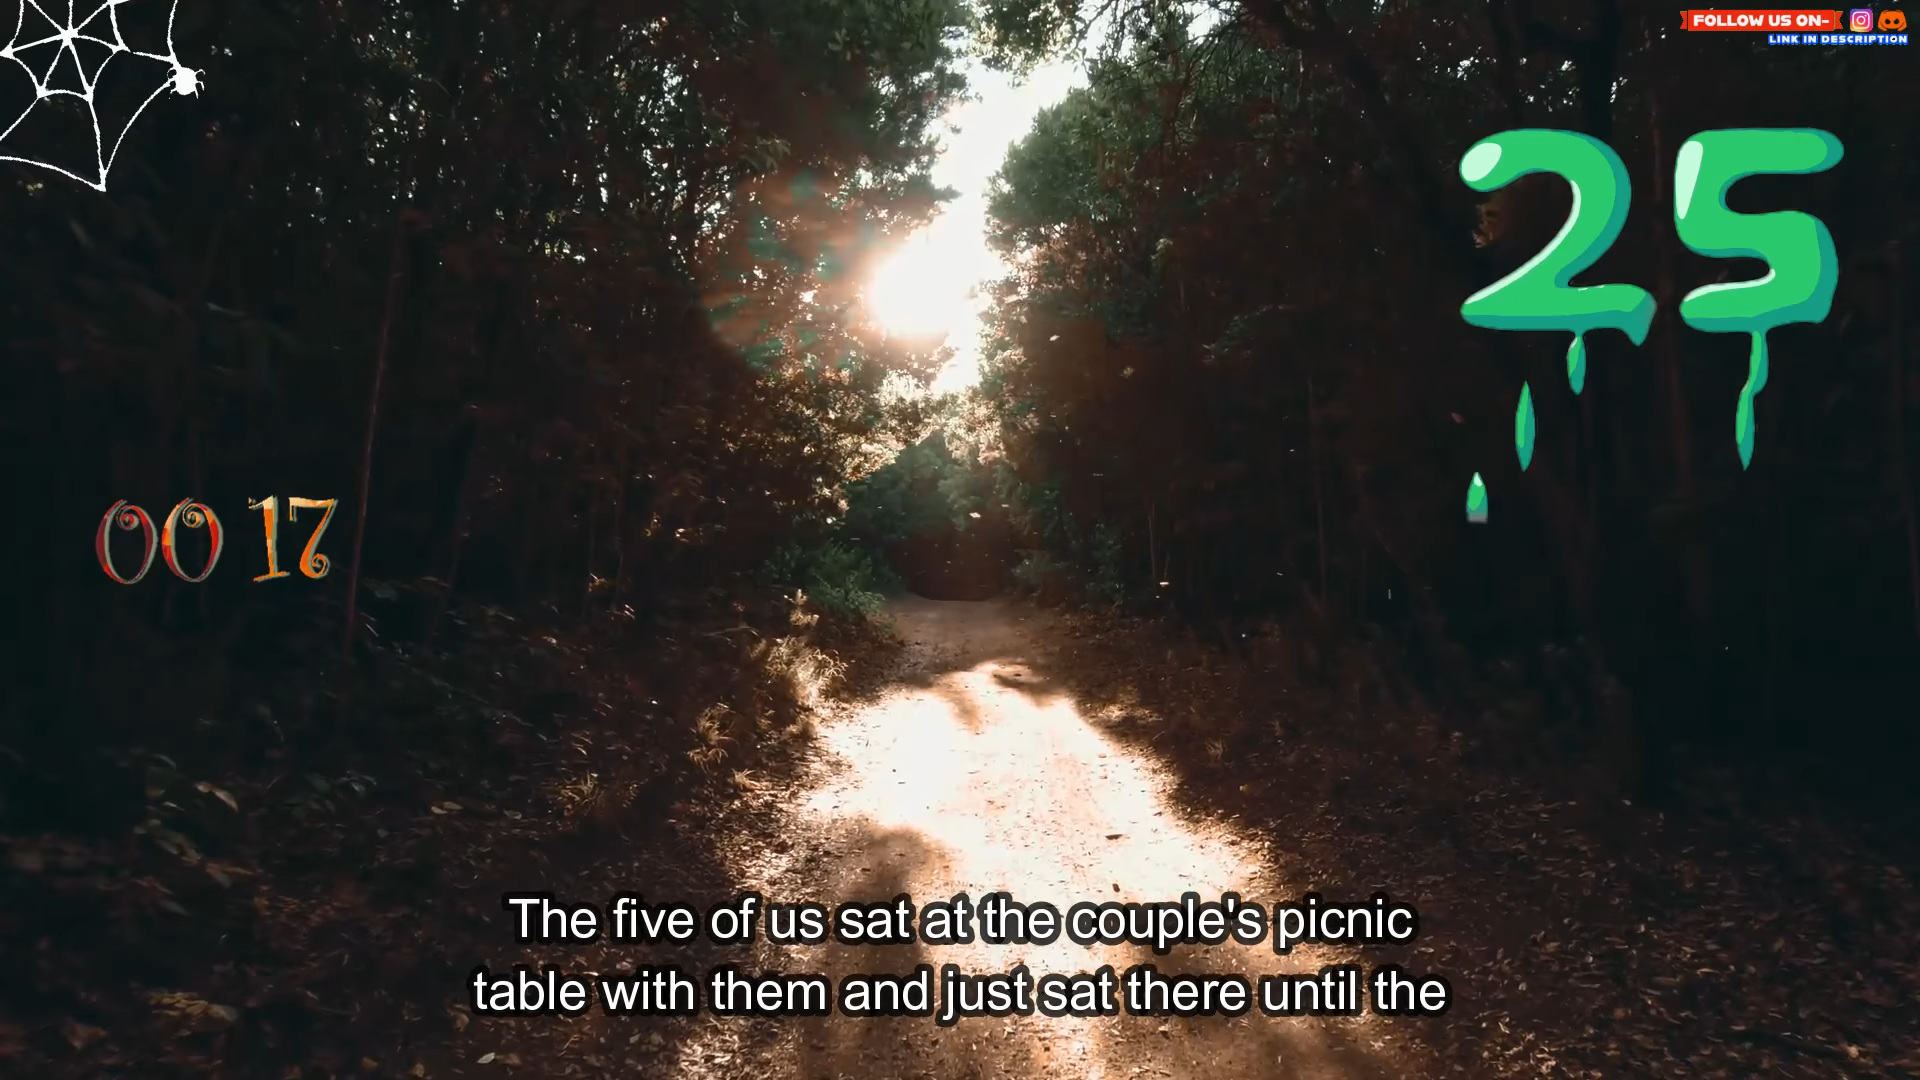 FOLLOW US ON-
LINK IN DESCRIPTION
25
00 17
The five of us sat at the couple's picnic
table with them and just sat there until the